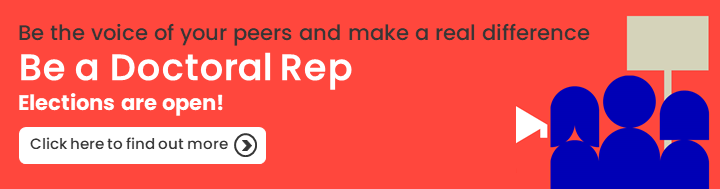 Be the voice of your peers and make a real difference
Be a Doctoral Rep
Elections are open!
Click here to find out more